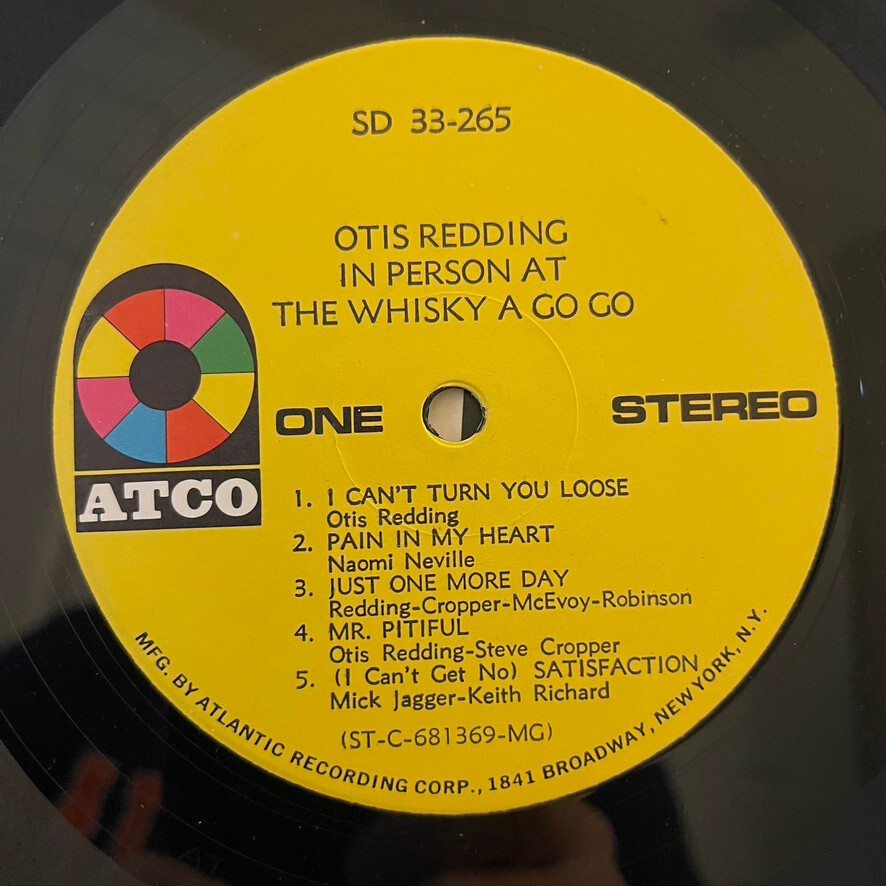 SD 33-265
OTIS REDDING
IN PERSON AT
THE WHISKY A GO GO
ONE
STEREO
ATCO
1. I CAN'T TURN YOU LOOSE
Otis Redding
2. PAIN IN MY HEART
Naomi Neville
3. JUST ONE MORE DAY
Redding-Cropper-McEvoy-Robinson
4. MR. PITIFUL
Otis Redding-Steve Cropper
5. (I Can't Get No) SATISFACTION
Mick Jagger-Keith Richard
(ST-C-681369-MG)
MFG. BY ATLANTIC RECORDING CORP., 1841 BROADWAY, NEW YORK, N.Y.